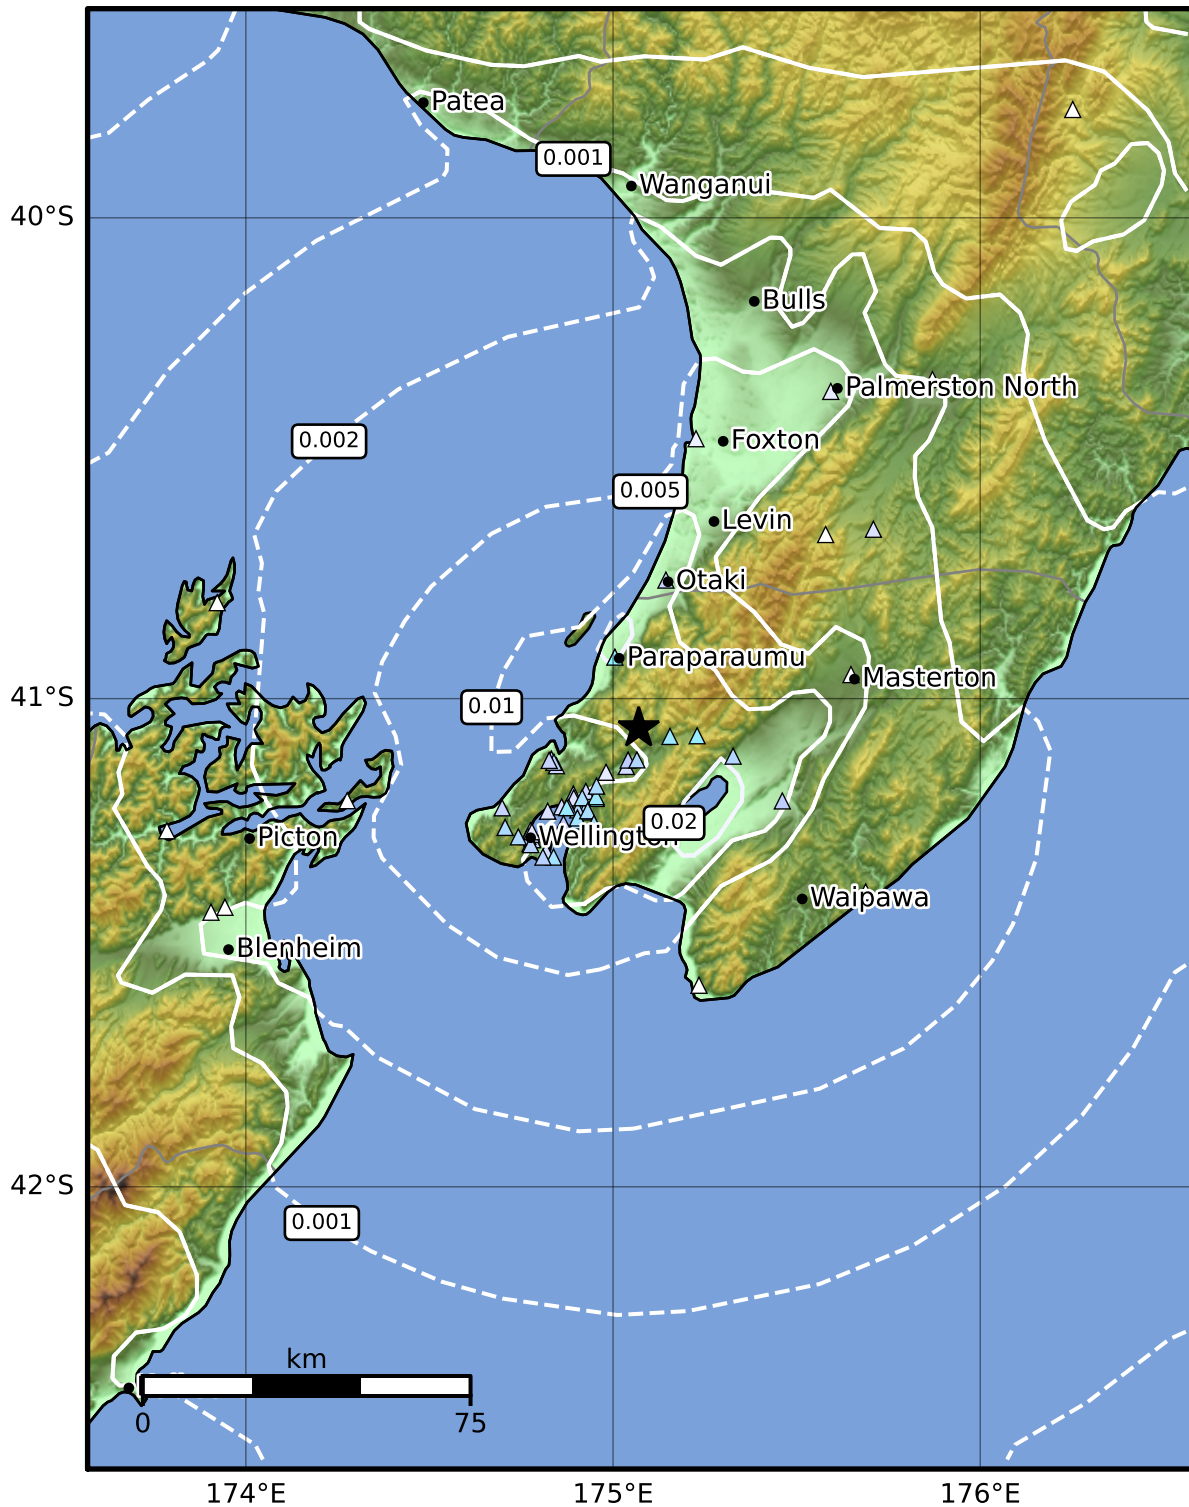 Patea
0.001
Wanganui
40°S
Bulls
Palmerston North
0.002
Foxton
0.005
Levin
Otaki
Paraparaumu
41°S
Masterton
0.01
0.02
Picton
Wellington
Waipawa
Blenheim
42°S
0.001
km
0
75
174°E
175°E
176°E